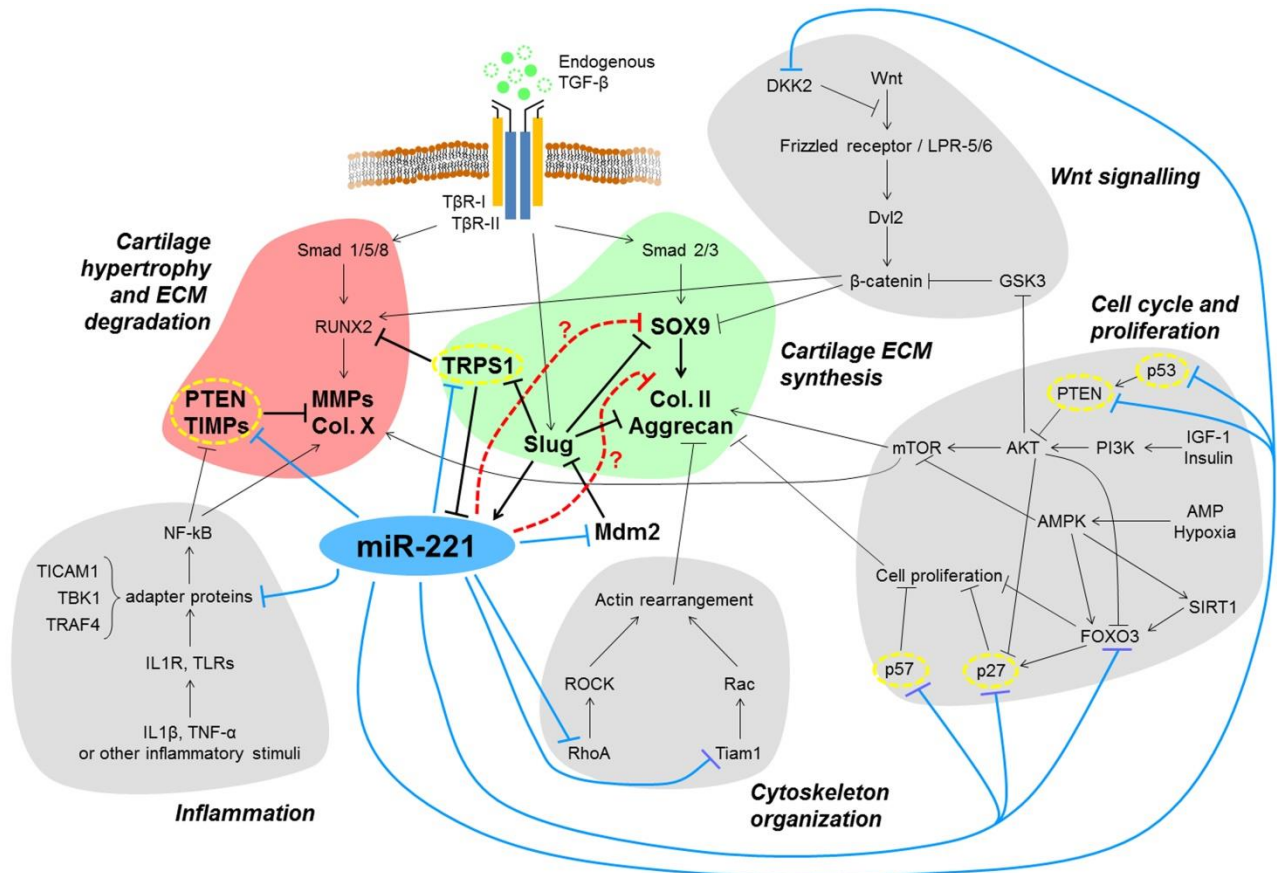 Endogenous
TGF-β
TβR-I
TβR-II
DKK2
Wnt
Frizzled receptor / LPR-5/6
Dvl2
β-catenin
GSK3
Wnt signalling
Cartilage
hypertrophy
and ECM
degradation
Smad 1/5/8
RUNX2
PTEN
TIMPs
MMPs
Col. X
Smad 2/3
SOX9
?
TRPS1
Col. II
Aggrecan
Slug
?
Cartilage ECM
synthesis
Cell cycle and
proliferation
p53
PTEN
mTOR
AKT
PI3K
IGF-1
Insulin
AMPK
AMP
Hypoxia
Cell proliferation
SIRT1
FOXO3
p57
p27
miR-221
Mdm2
NF-kB
TICAM1
TBK1
TRAF4
adapter proteins
IL1R, TLRs
IL1β, TNF-α
or other inflammatory stimuli
Inflammation
Actin rearrangement
ROCK
Rac
RhoA
Tiam1
Cytoskeleton
organization